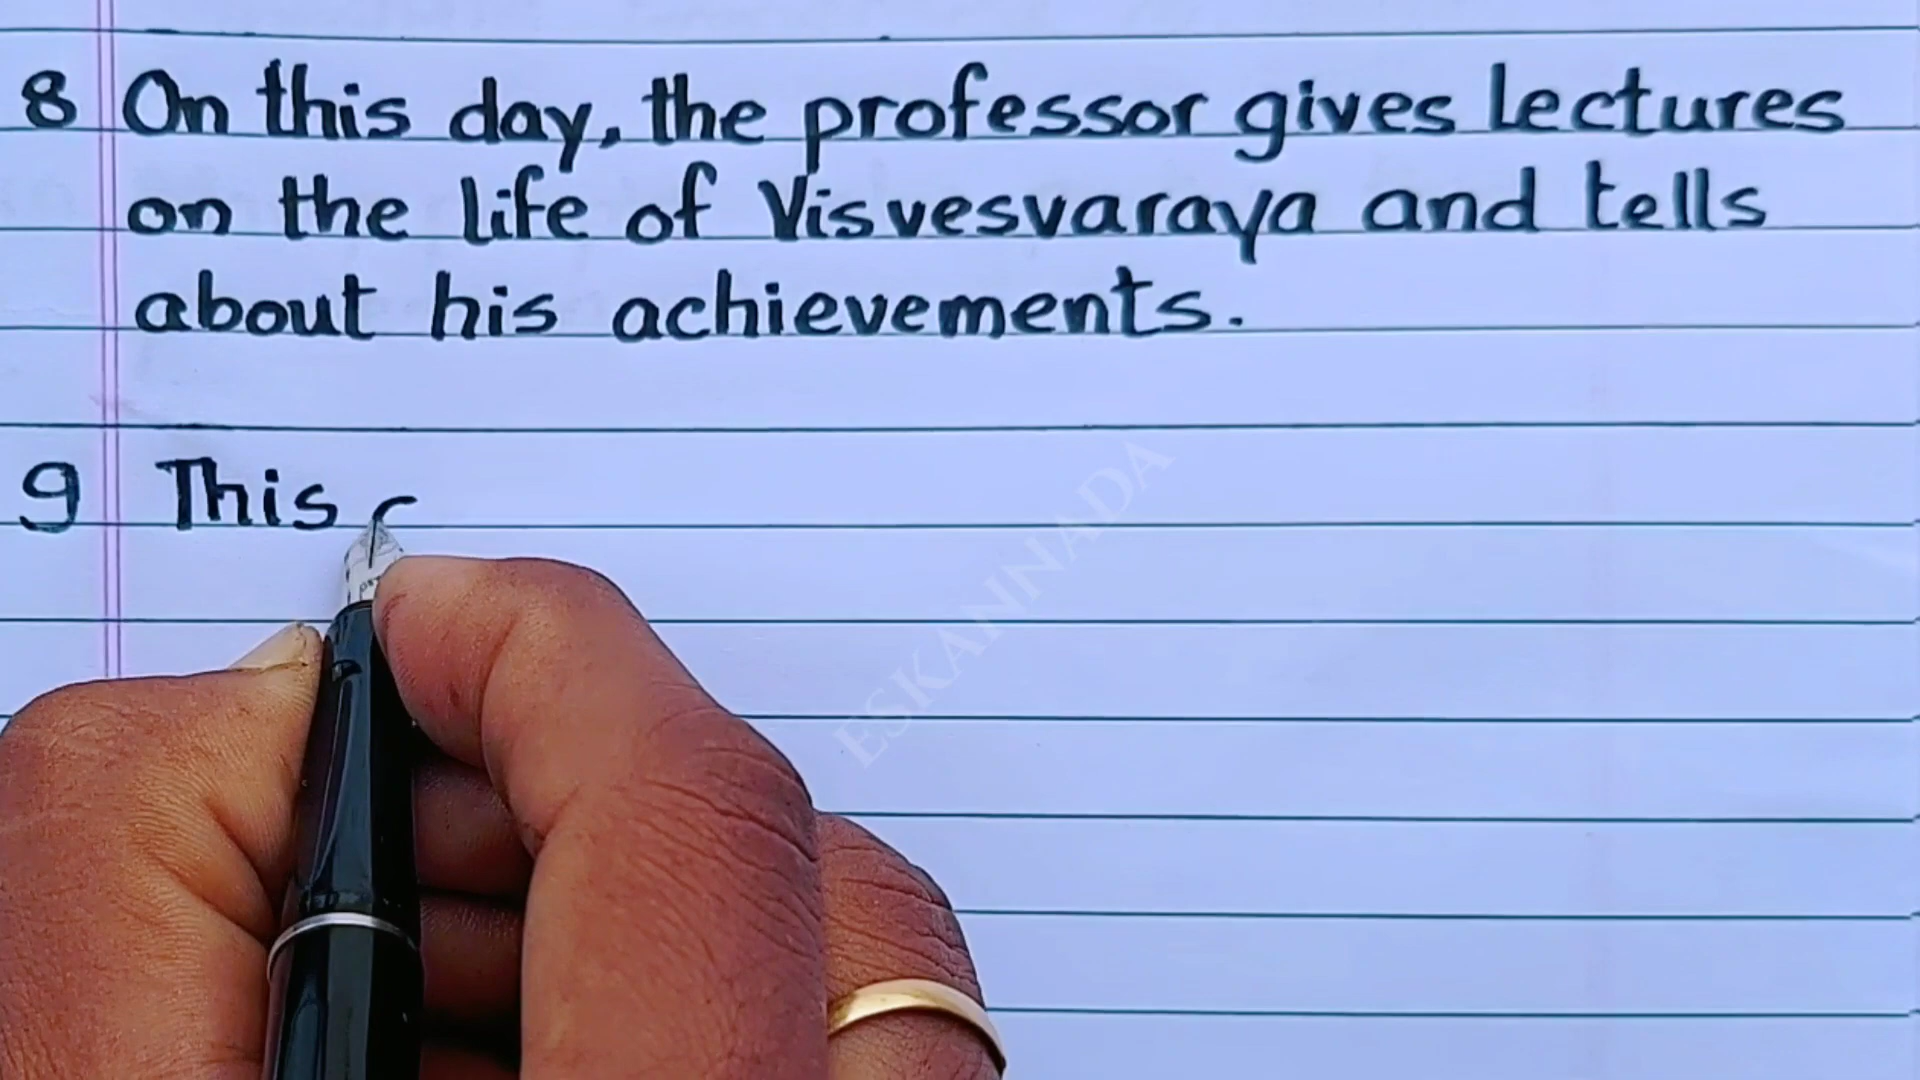 8 On this day, the professor gives lectures
on the life of Visvesvaraya and tells
about his achievements.
9 This
ESKANNADA